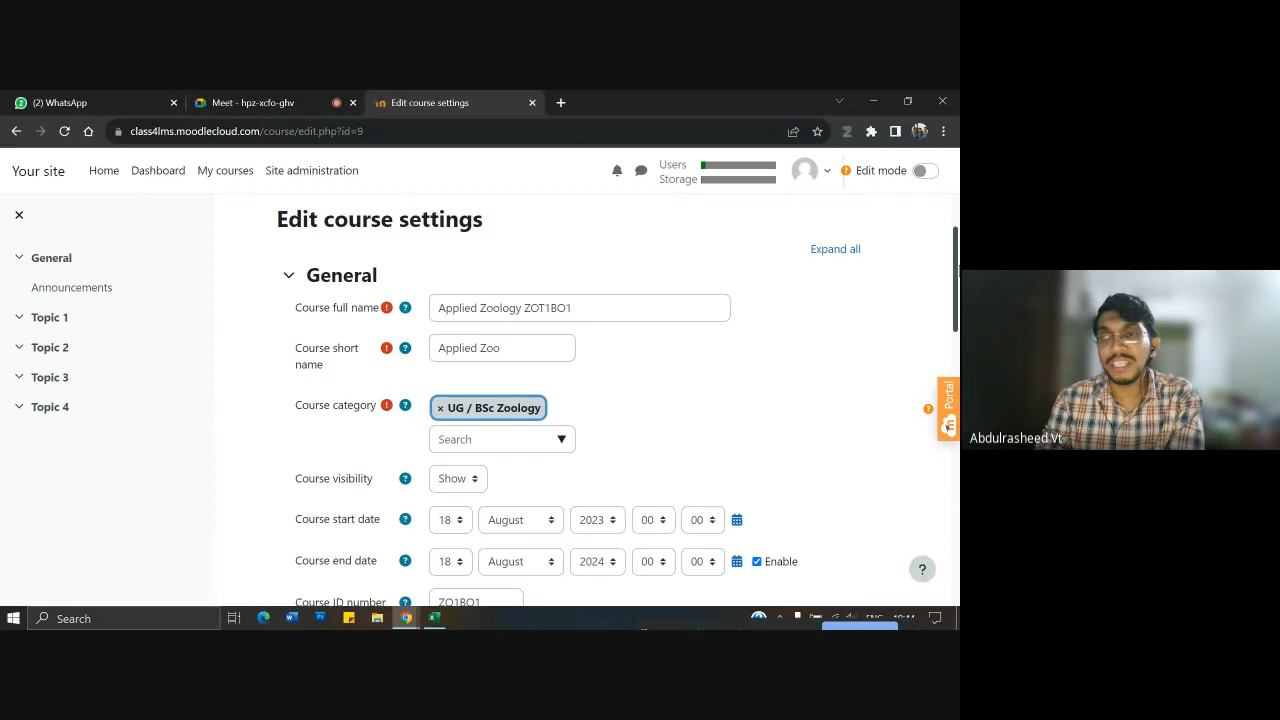 (2) WhatsApp
Meet - hpz-xcfo-ghv
Edit course settings
class4lms.moodlecloud.com/course/edit.php?id=9
Your site
Home
Dashboard
My courses
Site administration
Users
Storage
Edit mode
Edit course settings
Expand all
General
Announcements
Topic 1
Topic 2
Topic 3
Topic 4
General
Course full name
Applied Zoology ZOT1BO1
Course short
name
Applied Zoo
Course category
× UG / BSc Zoology
Search
Course visibility
Show
Course start date
18 August 2023 00 00
Course end date
18 August 2024 00 00 Enable
Course ID number
ZO1BO1
Portal
Abdulrasheed Vt
Search